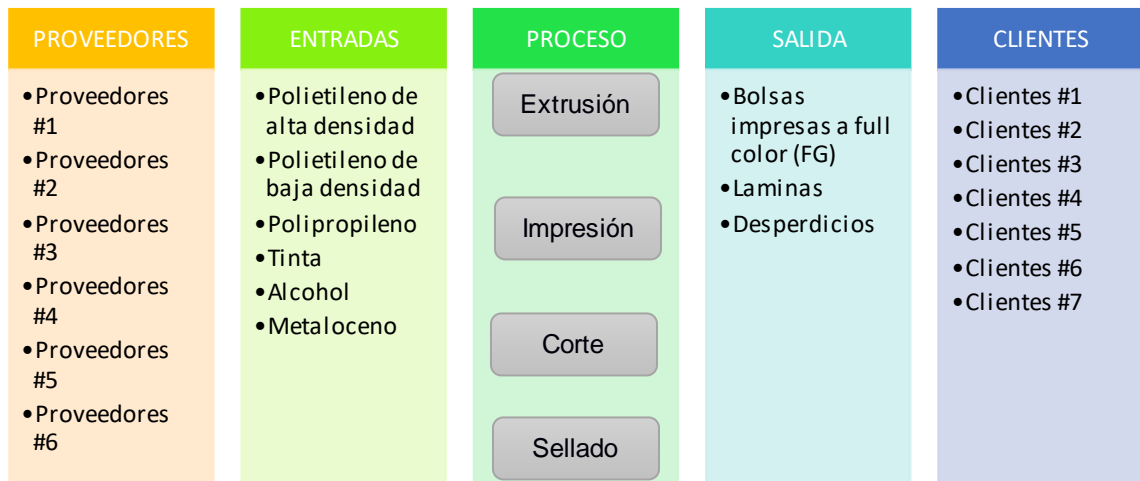 PROVEEDORES
•Proveedores
#1
•Proveedores
#2
•Proveedores
#3
•Proveedores
#4
•Proveedores
#5
•Proveedores
#6
ENTRADAS
•Polietileno de
alta densidad
•Polietileno de
baja densidad
•Polipropileno
•Tinta
•Alcohol
•Metaloceno
PROCESO
Extrusión
Impresión
Corte
Sellado
SALIDA
•Bolsas
impresas a full
color (FG)
•Laminas
•Desperdicios
CLIENTES
•Clientes #1
•Clientes #2
•Clientes #3
•Clientes #4
•Clientes #5
•Clientes #6
•Clientes #7